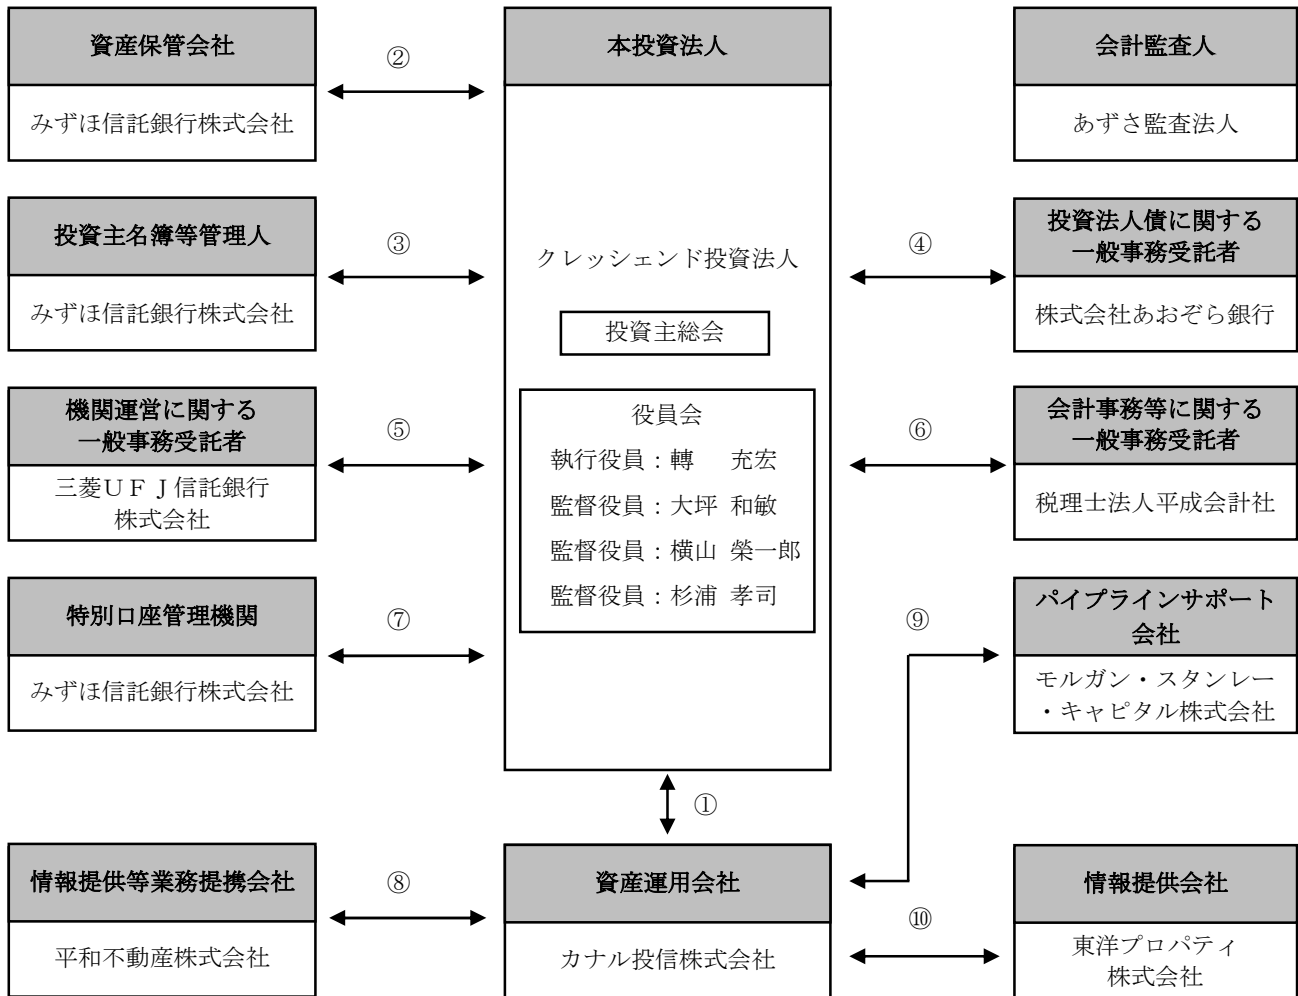 資産保管会社
みずほ信託銀行株式会社
②
本投資法人
会計監査人
あずさ監査法人
投資主名簿等管理人
みずほ信託銀行株式会社
③
クレッシェンド投資法人
投資主総会
④
投資法人債に関する
一般事務受託者
株式会社あおぞら銀行
機関運営に関する
一般事務受託者
三菱ＵＦＪ信託銀行
株式会社
⑤
役員会
執行役員：轉　充宏
監督役員：大坪 和敏
監督役員：横山 榮一郎
監督役員：杉浦 孝司
⑥
会計事務等に関する
一般事務受託者
税理士法人平成会計社
特別口座管理機関
みずほ信託銀行株式会社
⑦
⑨
パイプラインサポート
会社
モルガン・スタンレー
・キャピタル株式会社
①
情報提供等業務提携会社
平和不動産株式会社
⑧
資産運用会社
カナル投信株式会社
⑩
情報提供会社
東洋プロパティ
株式会社